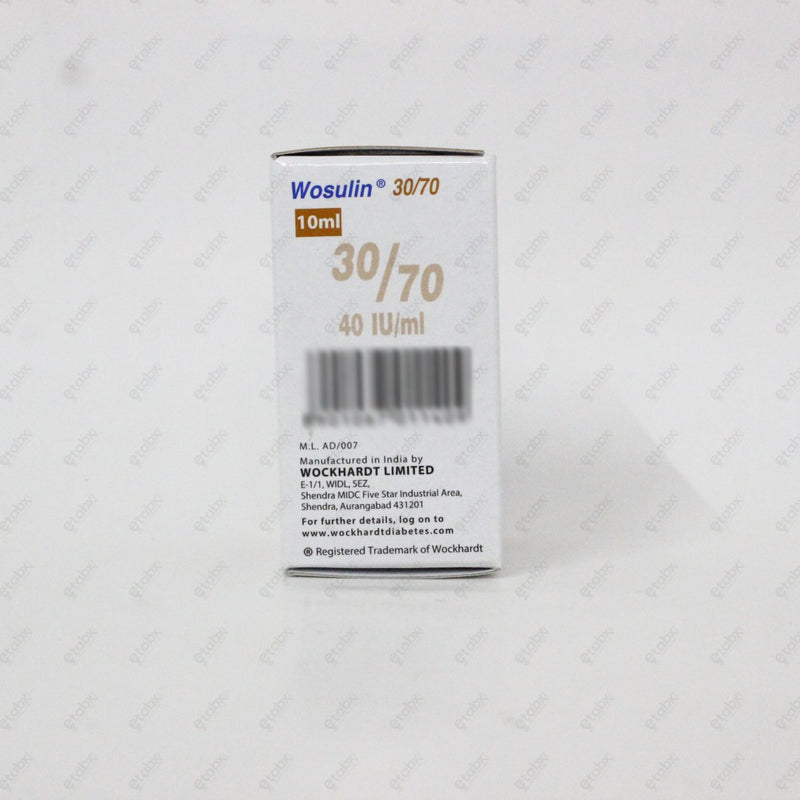 Wosulin® 30/70
10ml
30/70
40 IU/ml
M.L. AD/007
Manufactured in India by
WOCKHARDT LIMITED
E-1/1, WIDL, SEZ,
Shendra MIDC Five Star Industrial Area,
Shendra, Aurangabad 431201
For further details, log on to
www.wockhardtdiabetes.com
® Registered Trademark of Wockhardt